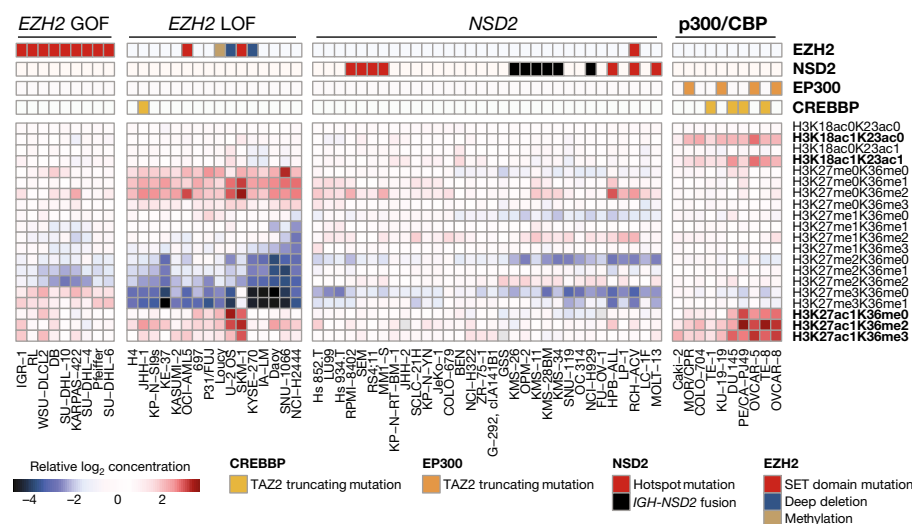 EZH2 GOF
EZH2 LOF
NSD2
p300/CBP
EZH2
NSD2
EP300
CREBBP
H3K18ac0K23ac0
H3K18ac1K23ac0
H3K18ac0K23ac1
H3K18ac1K23ac1
H3K27me0K36me0
H3K27me0K36me1
H3K27me0K36me2
H3K27me0K36me3
H3K27me1K36me0
H3K27me1K36me1
H3K27me1K36me2
H3K27me1K36me3
H3K27me2K36me0
H3K27me2K36me1
H3K27me2K36me2
H3K27me3K36me0
H3K27me3K36me1
H3K27ac1K36me0
H3K27ac1K36me2
H3K27ac1K36me3
IGR-1
RL
WSU-DLCL2
DB
SU-DHL-10
KARPAS-422
SU-DHL-4
Pfeiffer
SU-DHL-6
H4
JHH-1
KP-N-SI9s
KE-37
KASUMI-2
OCI-AML5
697
P31/FUJ
Loucy
U-2 OS
SKM-1
KYSE-270
IA-LM
Daoy
SNU-1066
NCI-H2444
Hs 852.T
LU99
Hs 934.T
RPMI-8402
SEM
RS4;11
MM1-S
KP-N-RT-BM-1
JHH-2
SCLC-21H
KP-N-YN
JeKo-1
COLO-679
BEN
NCI-H322
ZR-75-1
G-292, cl.A141B1
GSS
KMS-26
OPM-2
KMS-11
KMS-28BM
KMS-34
SNU-119
OC 314
NCI-H929
FU-OV-1
HPB-ALL
LP-1
RCH-ACV
LC-1F
MOLT-13
Caki-2
MOR/CPR
COLO-704
TE-1
KU-19-19
DU 145
PE/CA-PJ49
OVCAR-5
TE-8
OVCAR-8
Relative log2 concentration
−4 −2 0 2
CREBBP
TAZ2 truncating mutation
EP300
TAZ2 truncating mutation
NSD2
Hotspot mutation
IGH-NSD2 fusion
EZH2
SET domain mutation
Deep deletion
Methylation